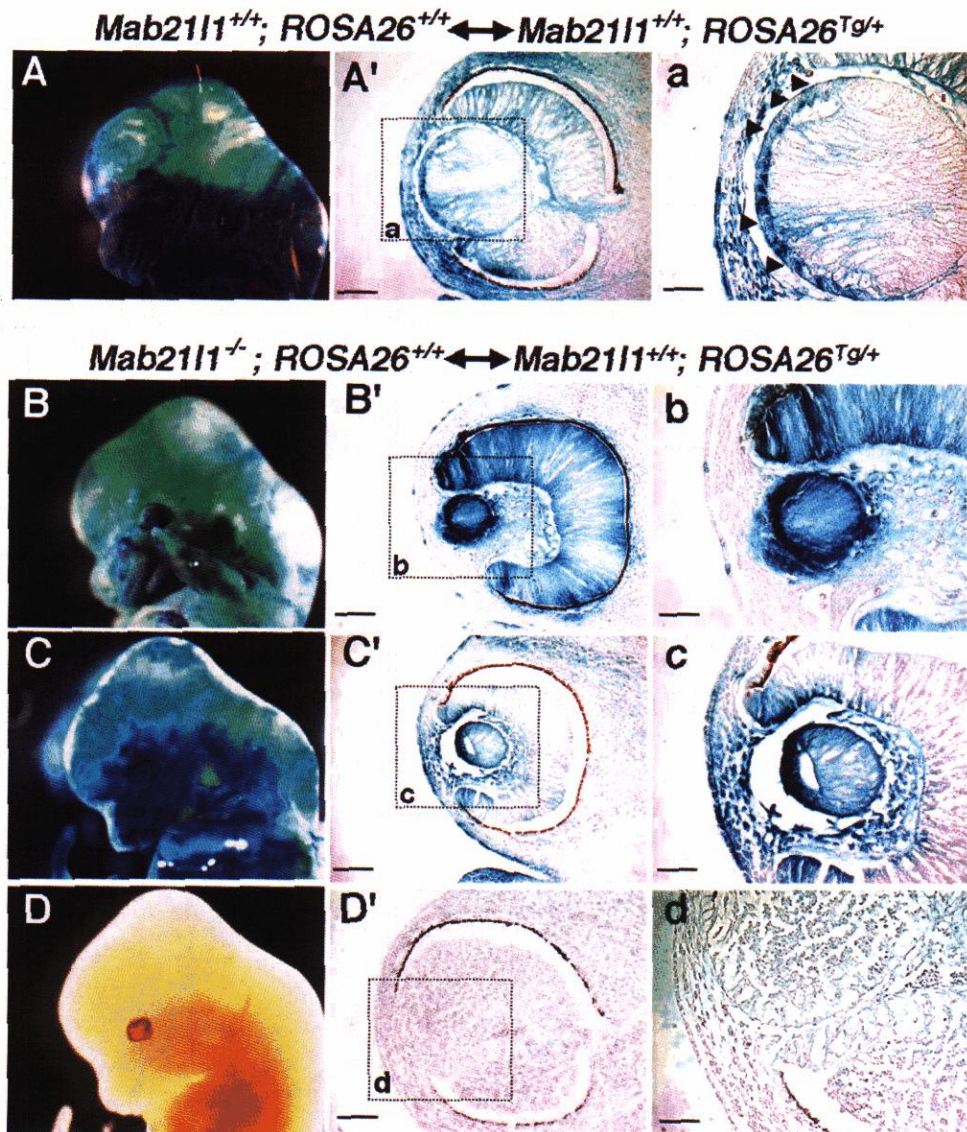 Mab21l1+/+; ROSA26+/+ ↔ Mab21l1+/+; ROSA26Tg/+
A A' a
a
Mab21l1-/-; ROSA26+/+ ↔ Mab21l1+/+; ROSA26Tg/+
B B' b
b
C C' c
c
D D' d
d